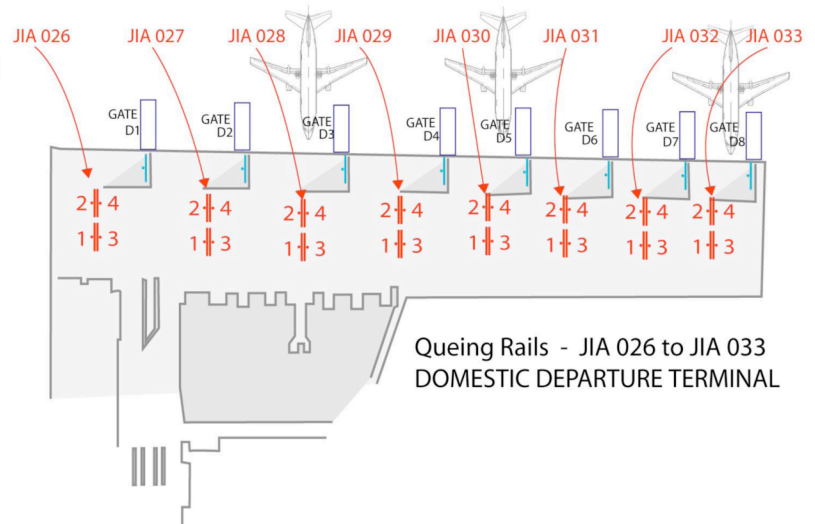 JIA 026
JIA 027
JIA 028
JIA 029
JIA 030
JIA 031
JIA 032
JIA 033
GATE
D1
GATE
D2
GATE
D3
GATE
D4
GATE
D5
GATE
D6
GATE
D7
GATE
D8
2 4
1 3
2 4
1 3
2 4
1 3
2 4
1 3
2 4
1 3
2 4
1 3
2 4
1 3
2 4
1 3
Queing Rails - JIA 026 to JIA 033
DOMESTIC DEPARTURE TERMINAL